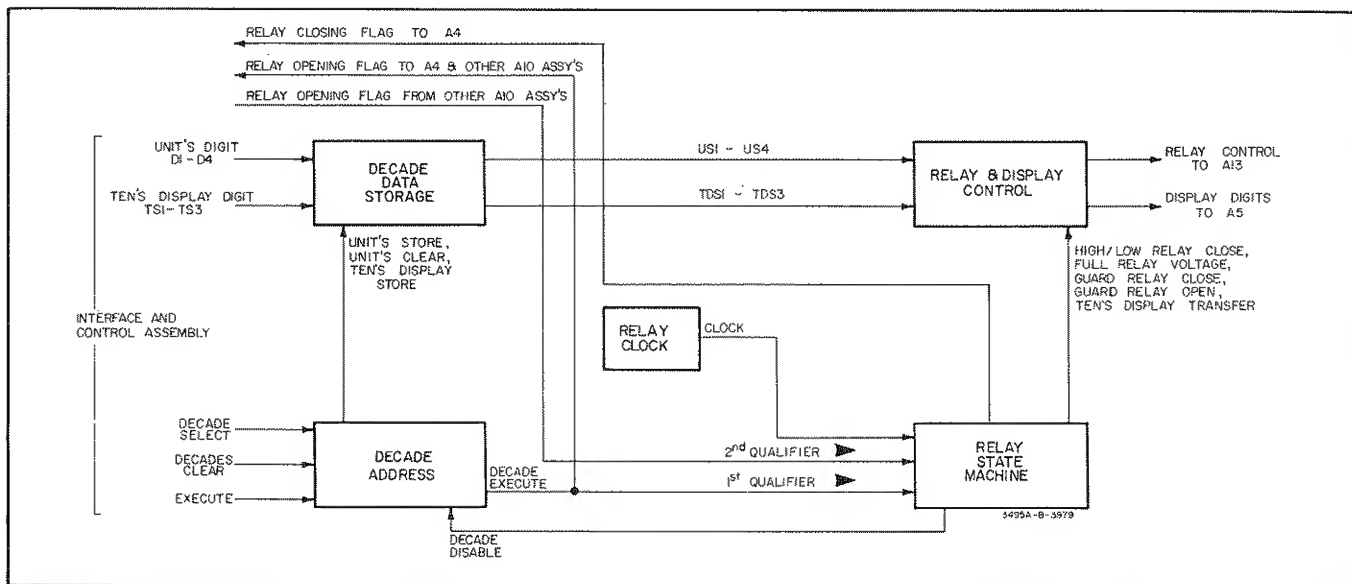 RELAY CLOSING FLAG TO A4
RELAY OPENING FLAG TO A4 & OTHER A10 ASSY'S
RELAY OPENING FLAG FROM OTHER A10 ASSY'S
UNIT'S DIGIT
D1 - D4
TEN'S DISPLAY DIGIT
TS1 - TS3
DECADE
DATA
STORAGE
US1 - US4
TDS1 - TDS3
RELAY & DISPLAY
CONTROL
RELAY CONTROL
TO A13
DISPLAY DIGITS
TO A5
UNIT'S STORE,
UNIT'S CLEAR,
TEN'S DISPLAY
STORE
HIGH/LOW RELAY CLOSE,
FULL RELAY VOLTAGE,
GUARD RELAY CLOSE,
GUARD RELAY OPEN,
TEN'S DISPLAY TRANSFER
INTERFACE AND
CONTROL ASSEMBLY
RELAY
CLOCK
CLOCK
DECADE
SELECT
DECADES
CLEAR
EXECUTE
DECADE
ADDRESS
DECADE
EXECUTE
2nd QUALIFIER
1st QUALIFIER
RELAY
STATE
MACHINE
3495A-B-3979
DECADE
DISABLE